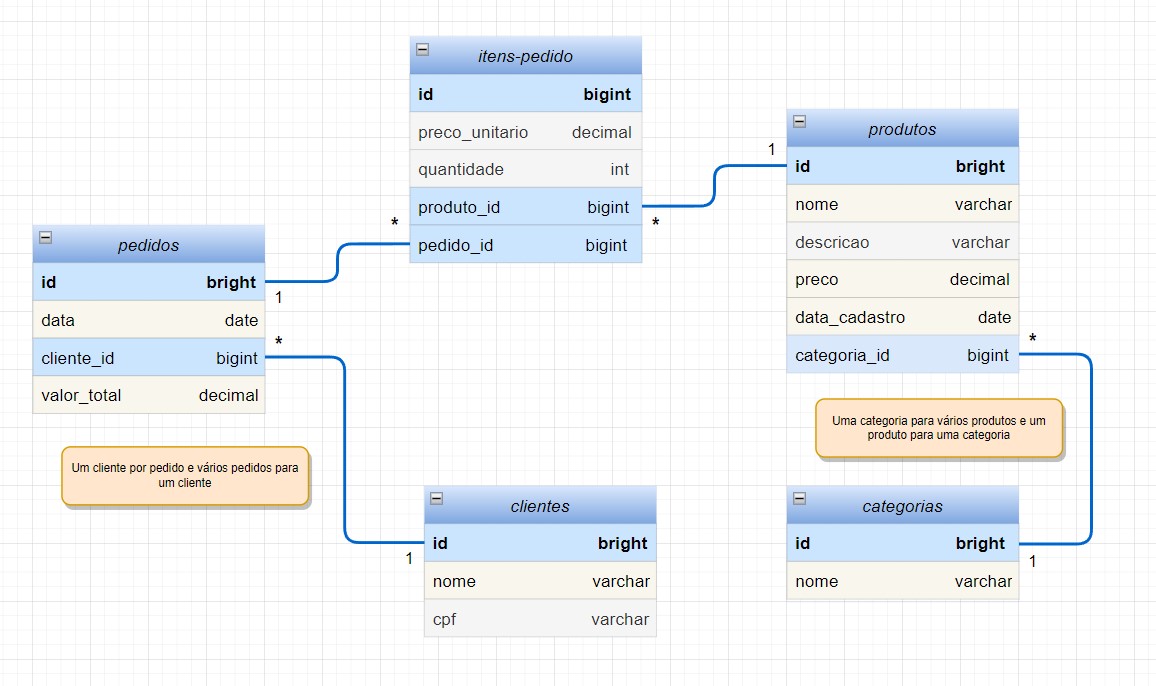 itens-pedido
id bigint
preco_unitario decimal
quantidade int
produto_id bigint
pedido_id bigint
*
*
produtos
1
id bright
nome varchar
descricao varchar
preco decimal
data_cadastro date
categoria_id bigint
*
pedidos
id bright
1
data date
cliente_id bigint
*
valor_total decimal
Um cliente por pedido e vários pedidos para
um cliente
Uma categoria para vários produtos e um
produto para uma categoria
clientes
id bright
1
nome varchar
cpf varchar
categorias
id bright
1
nome varchar